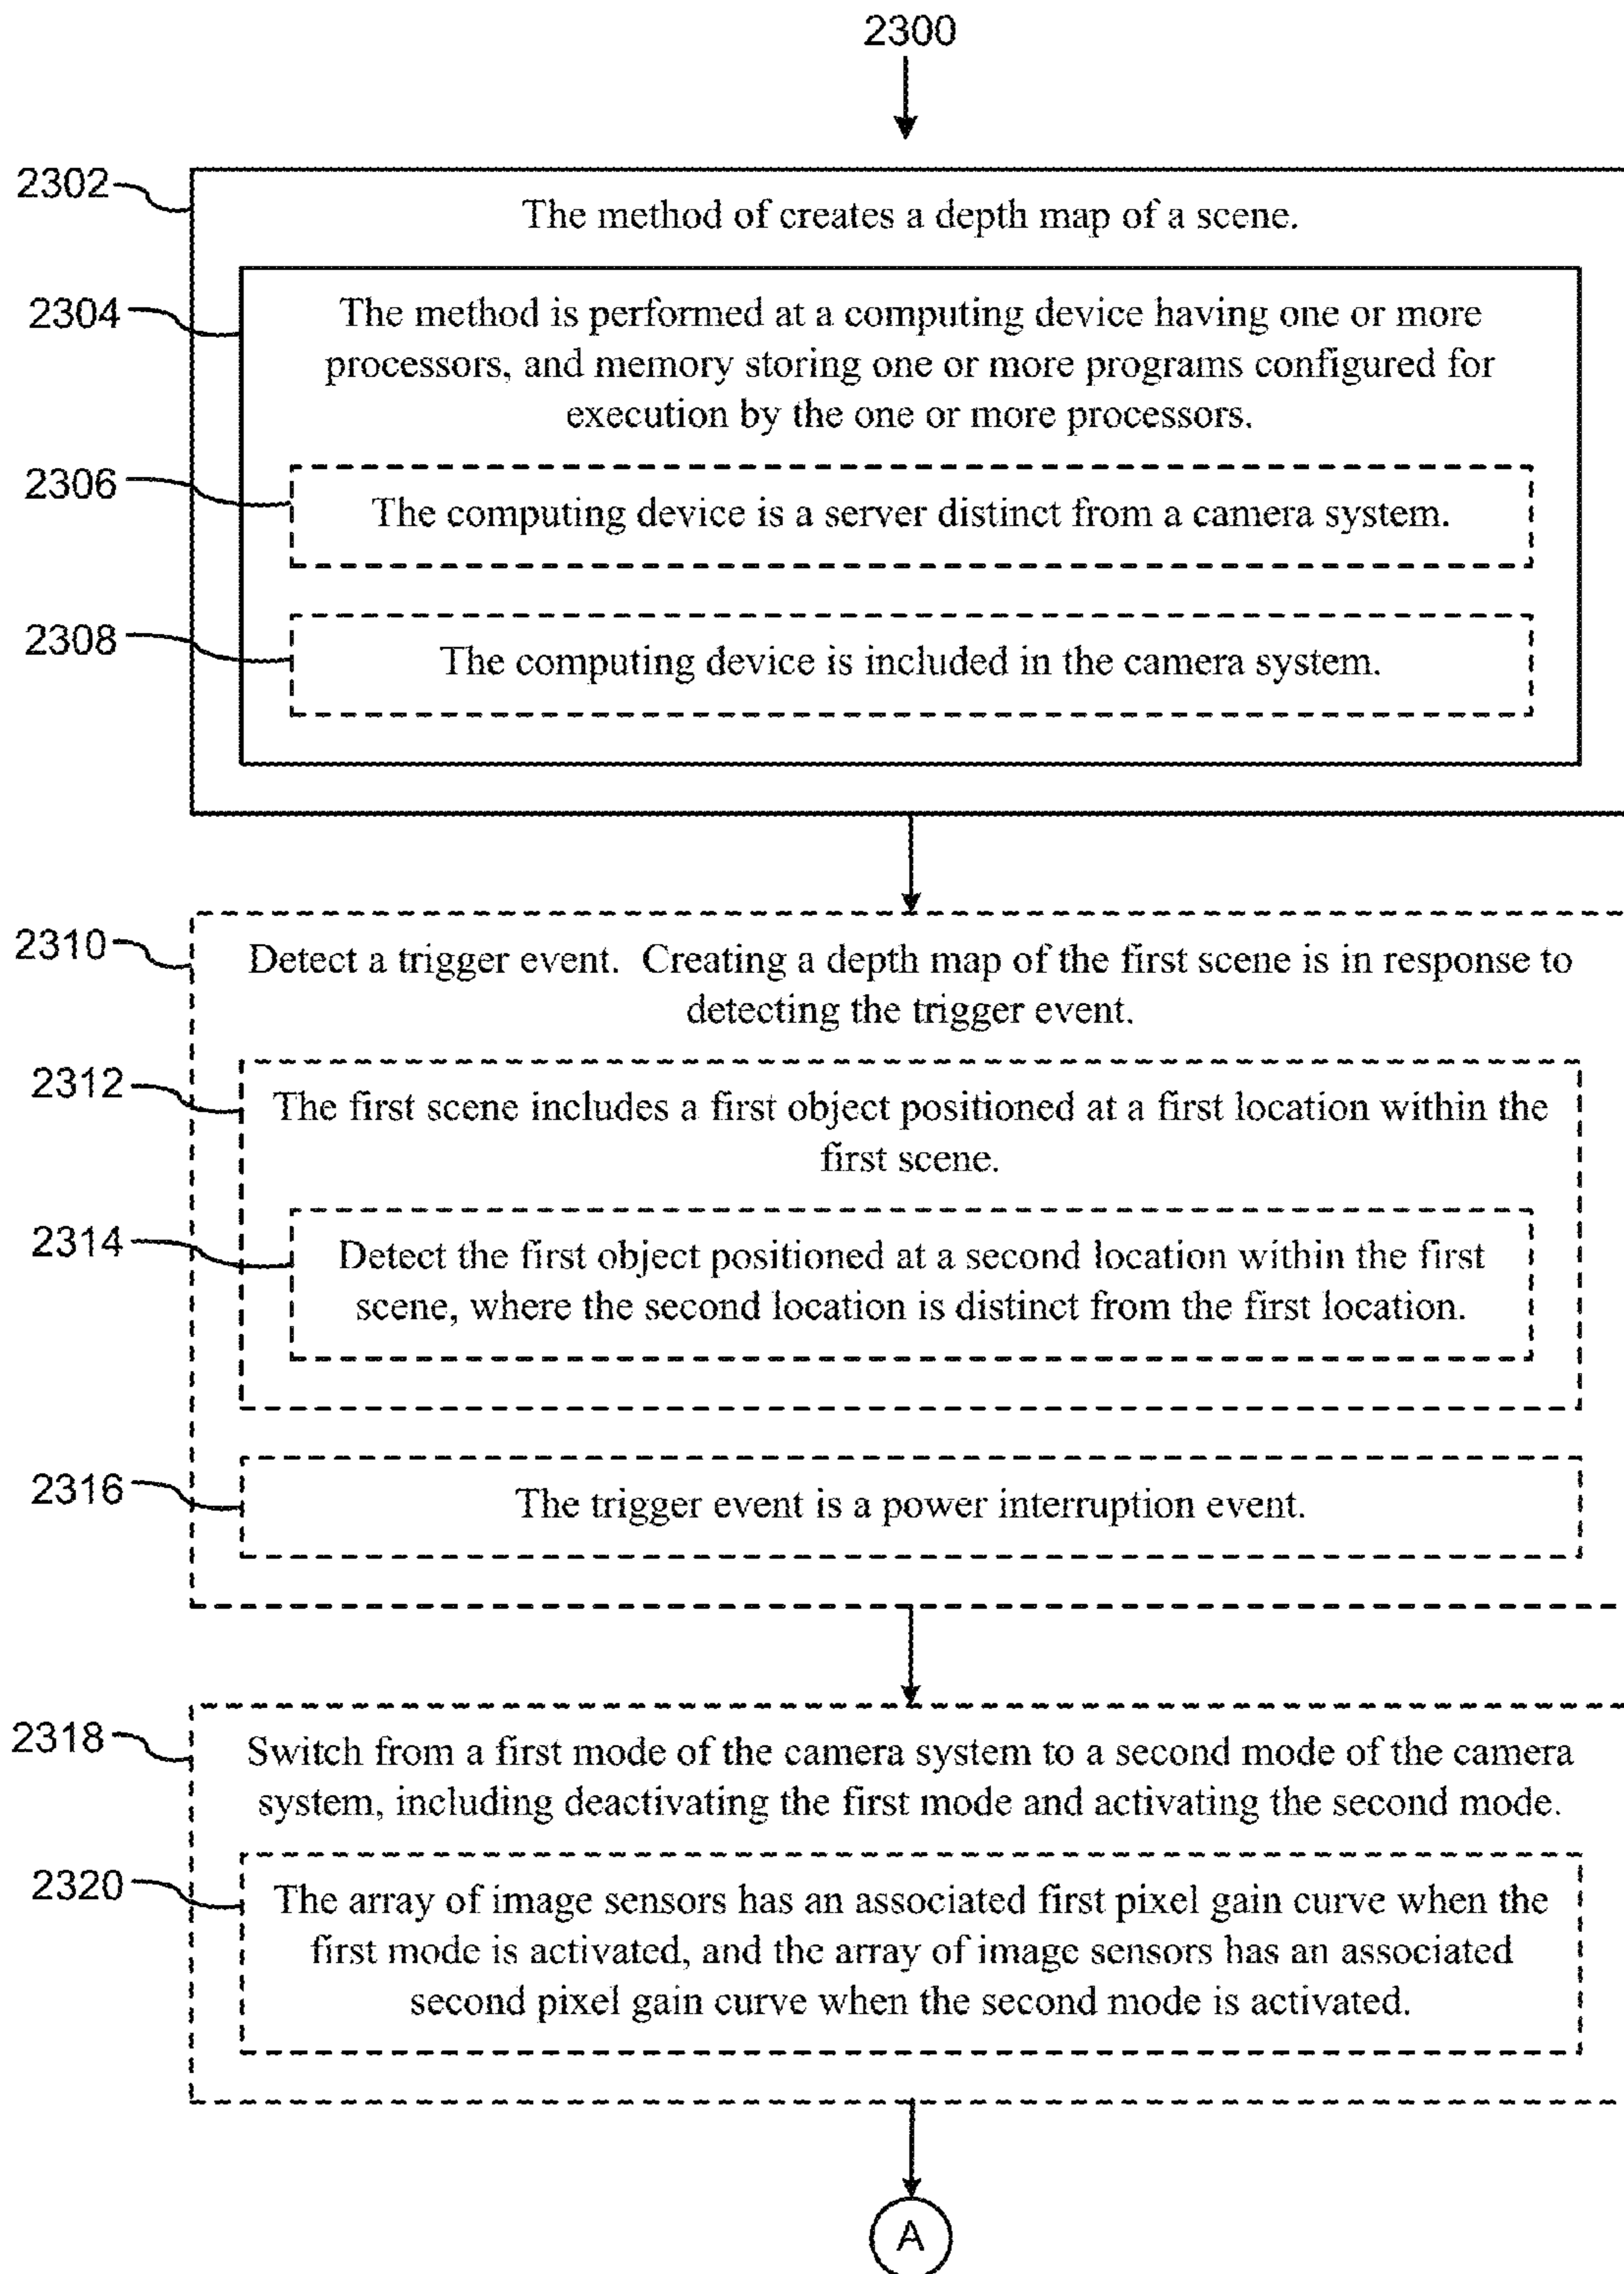 2300
2302
The method of creates a depth map of a scene.
2304
The method is performed at a computing device having one or more
processors, and memory storing one or more programs configured for
execution by the one or more processors.
2306
The computing device is a server distinct from a camera system.
2308
The computing device is included in the camera system.
2310
Detect a trigger event. Creating a depth map of the first scene is in response to
detecting the trigger event.
2312
The first scene includes a first object positioned at a first location within the
first scene.
2314
Detect the first object positioned at a second location within the first
scene, where the second location is distinct from the first location.
2316
The trigger event is a power interruption event.
2318
Switch from a first mode of the camera system to a second mode of the camera
system, including deactivating the first mode and activating the second mode.
2320
The array of image sensors has an associated first pixel gain curve when the
first mode is activated, and the array of image sensors has an associated
second pixel gain curve when the second mode is activated.
A